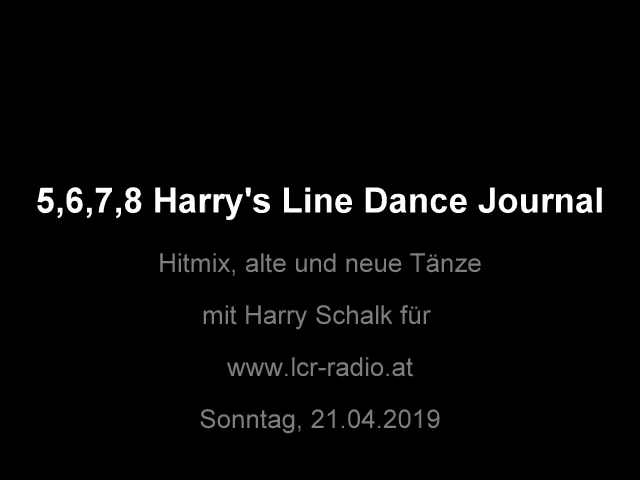 5,6,7,8 Harry's Line Dance Journal
Hitmix, alte und neue Tänze
mit Harry Schalk für
www.lcr-radio.at
Sonntag, 21.04.2019